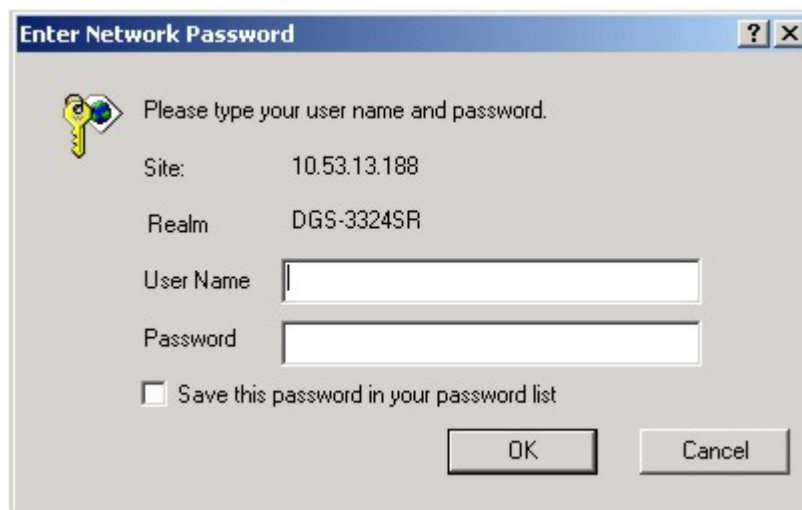 Enter Network Password
Please type your user name and password.
Site: 10.53.13.188
Realm DGS-3324SR
User Name
Password
Save this password in your password list
OK Cancel